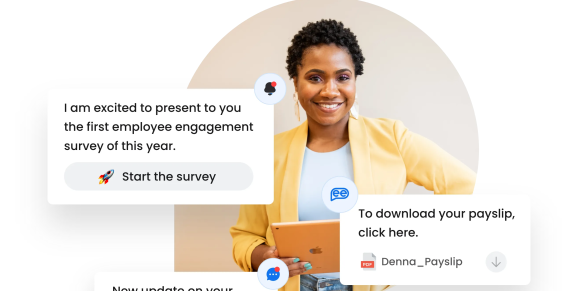 I am excited to present to you
the first employee engagement
survey of this year.
Start the survey
To download your payslip,
click here.
PDF
Denna_Payslip
New update on your